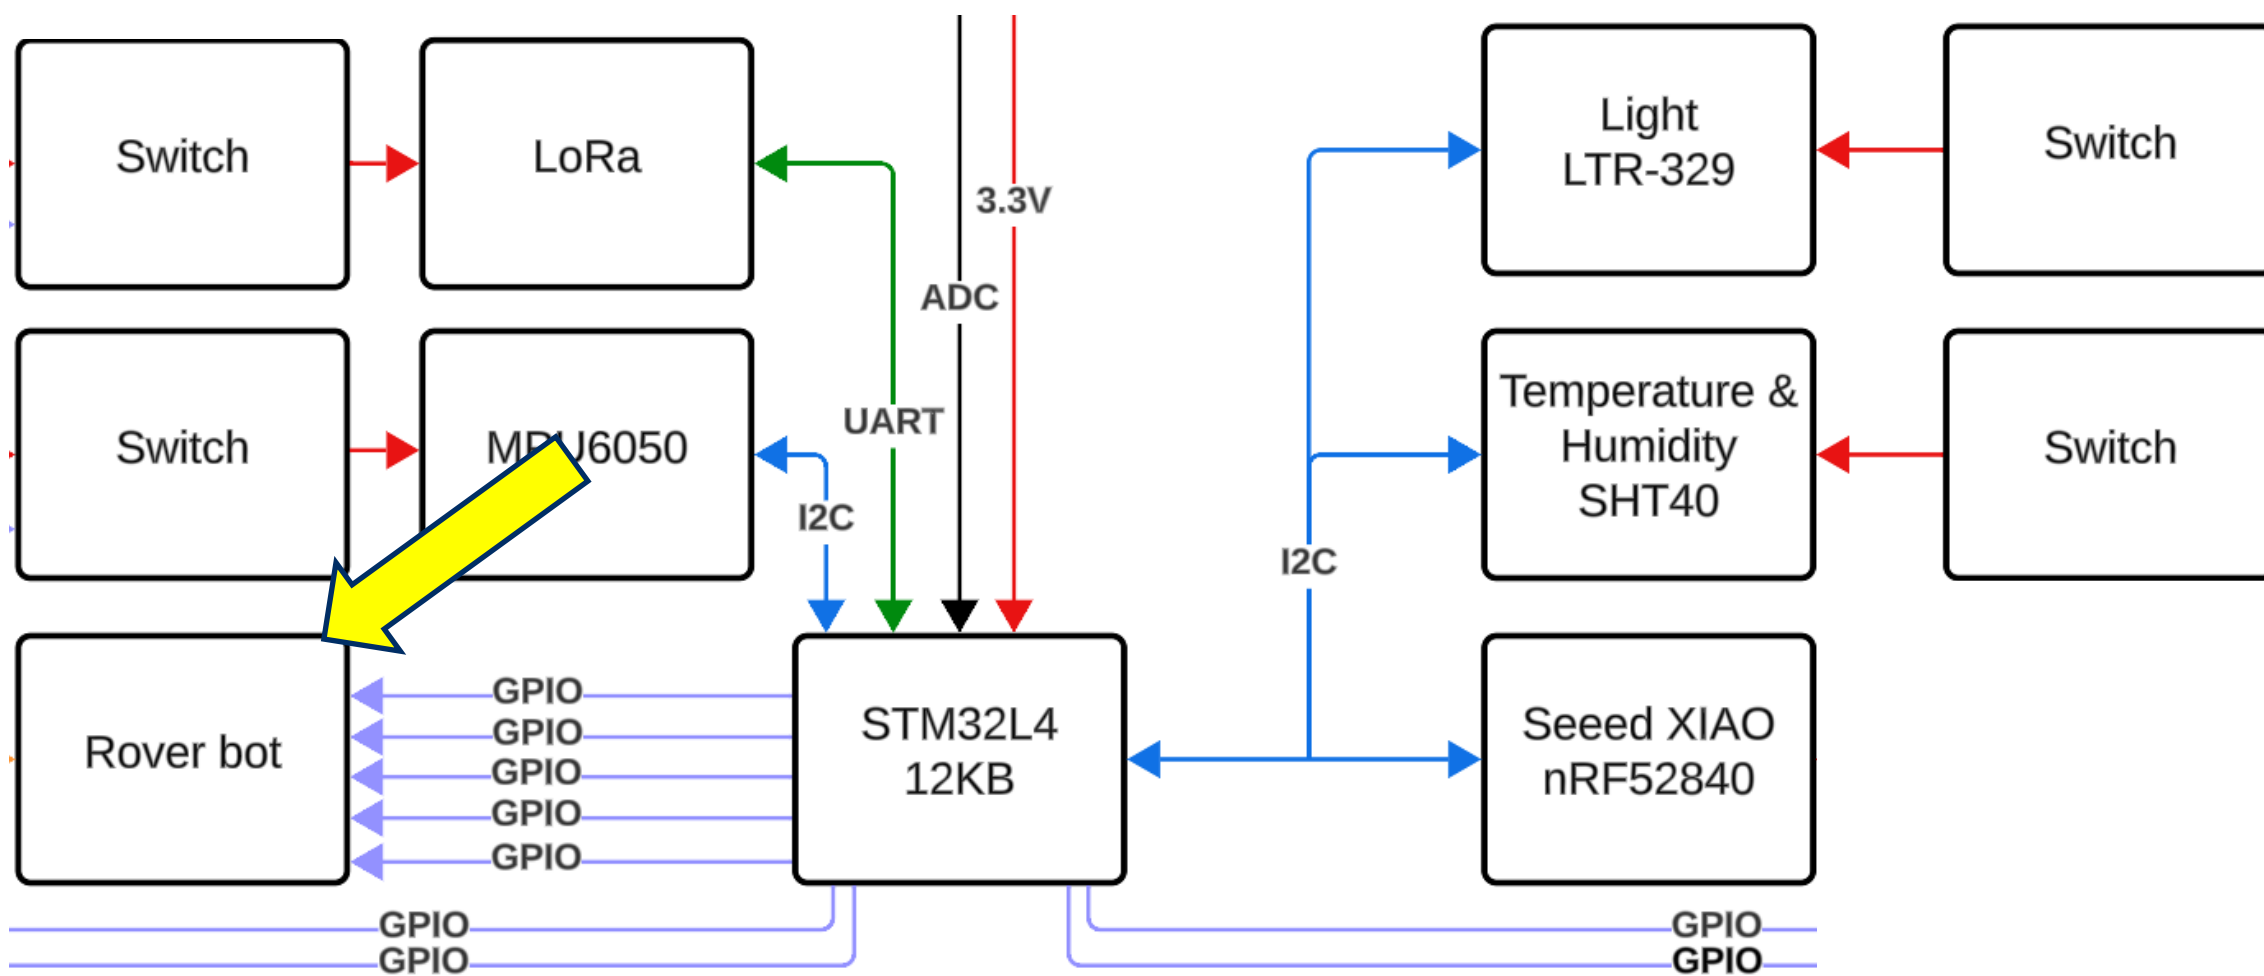 Switch
LoRa
3.3V
ADC
Light
LTR-329
Switch
Switch
MPU6050
UART
I2C
Temperature &
Humidity
SHT40
Switch
I2C
Rover bot
GPIO
GPIO
GPIO
GPIO
GPIO
STM32L4
12KB
Seeed XIAO
nRF52840
GPIO
GPIO
GPIO
GPIO